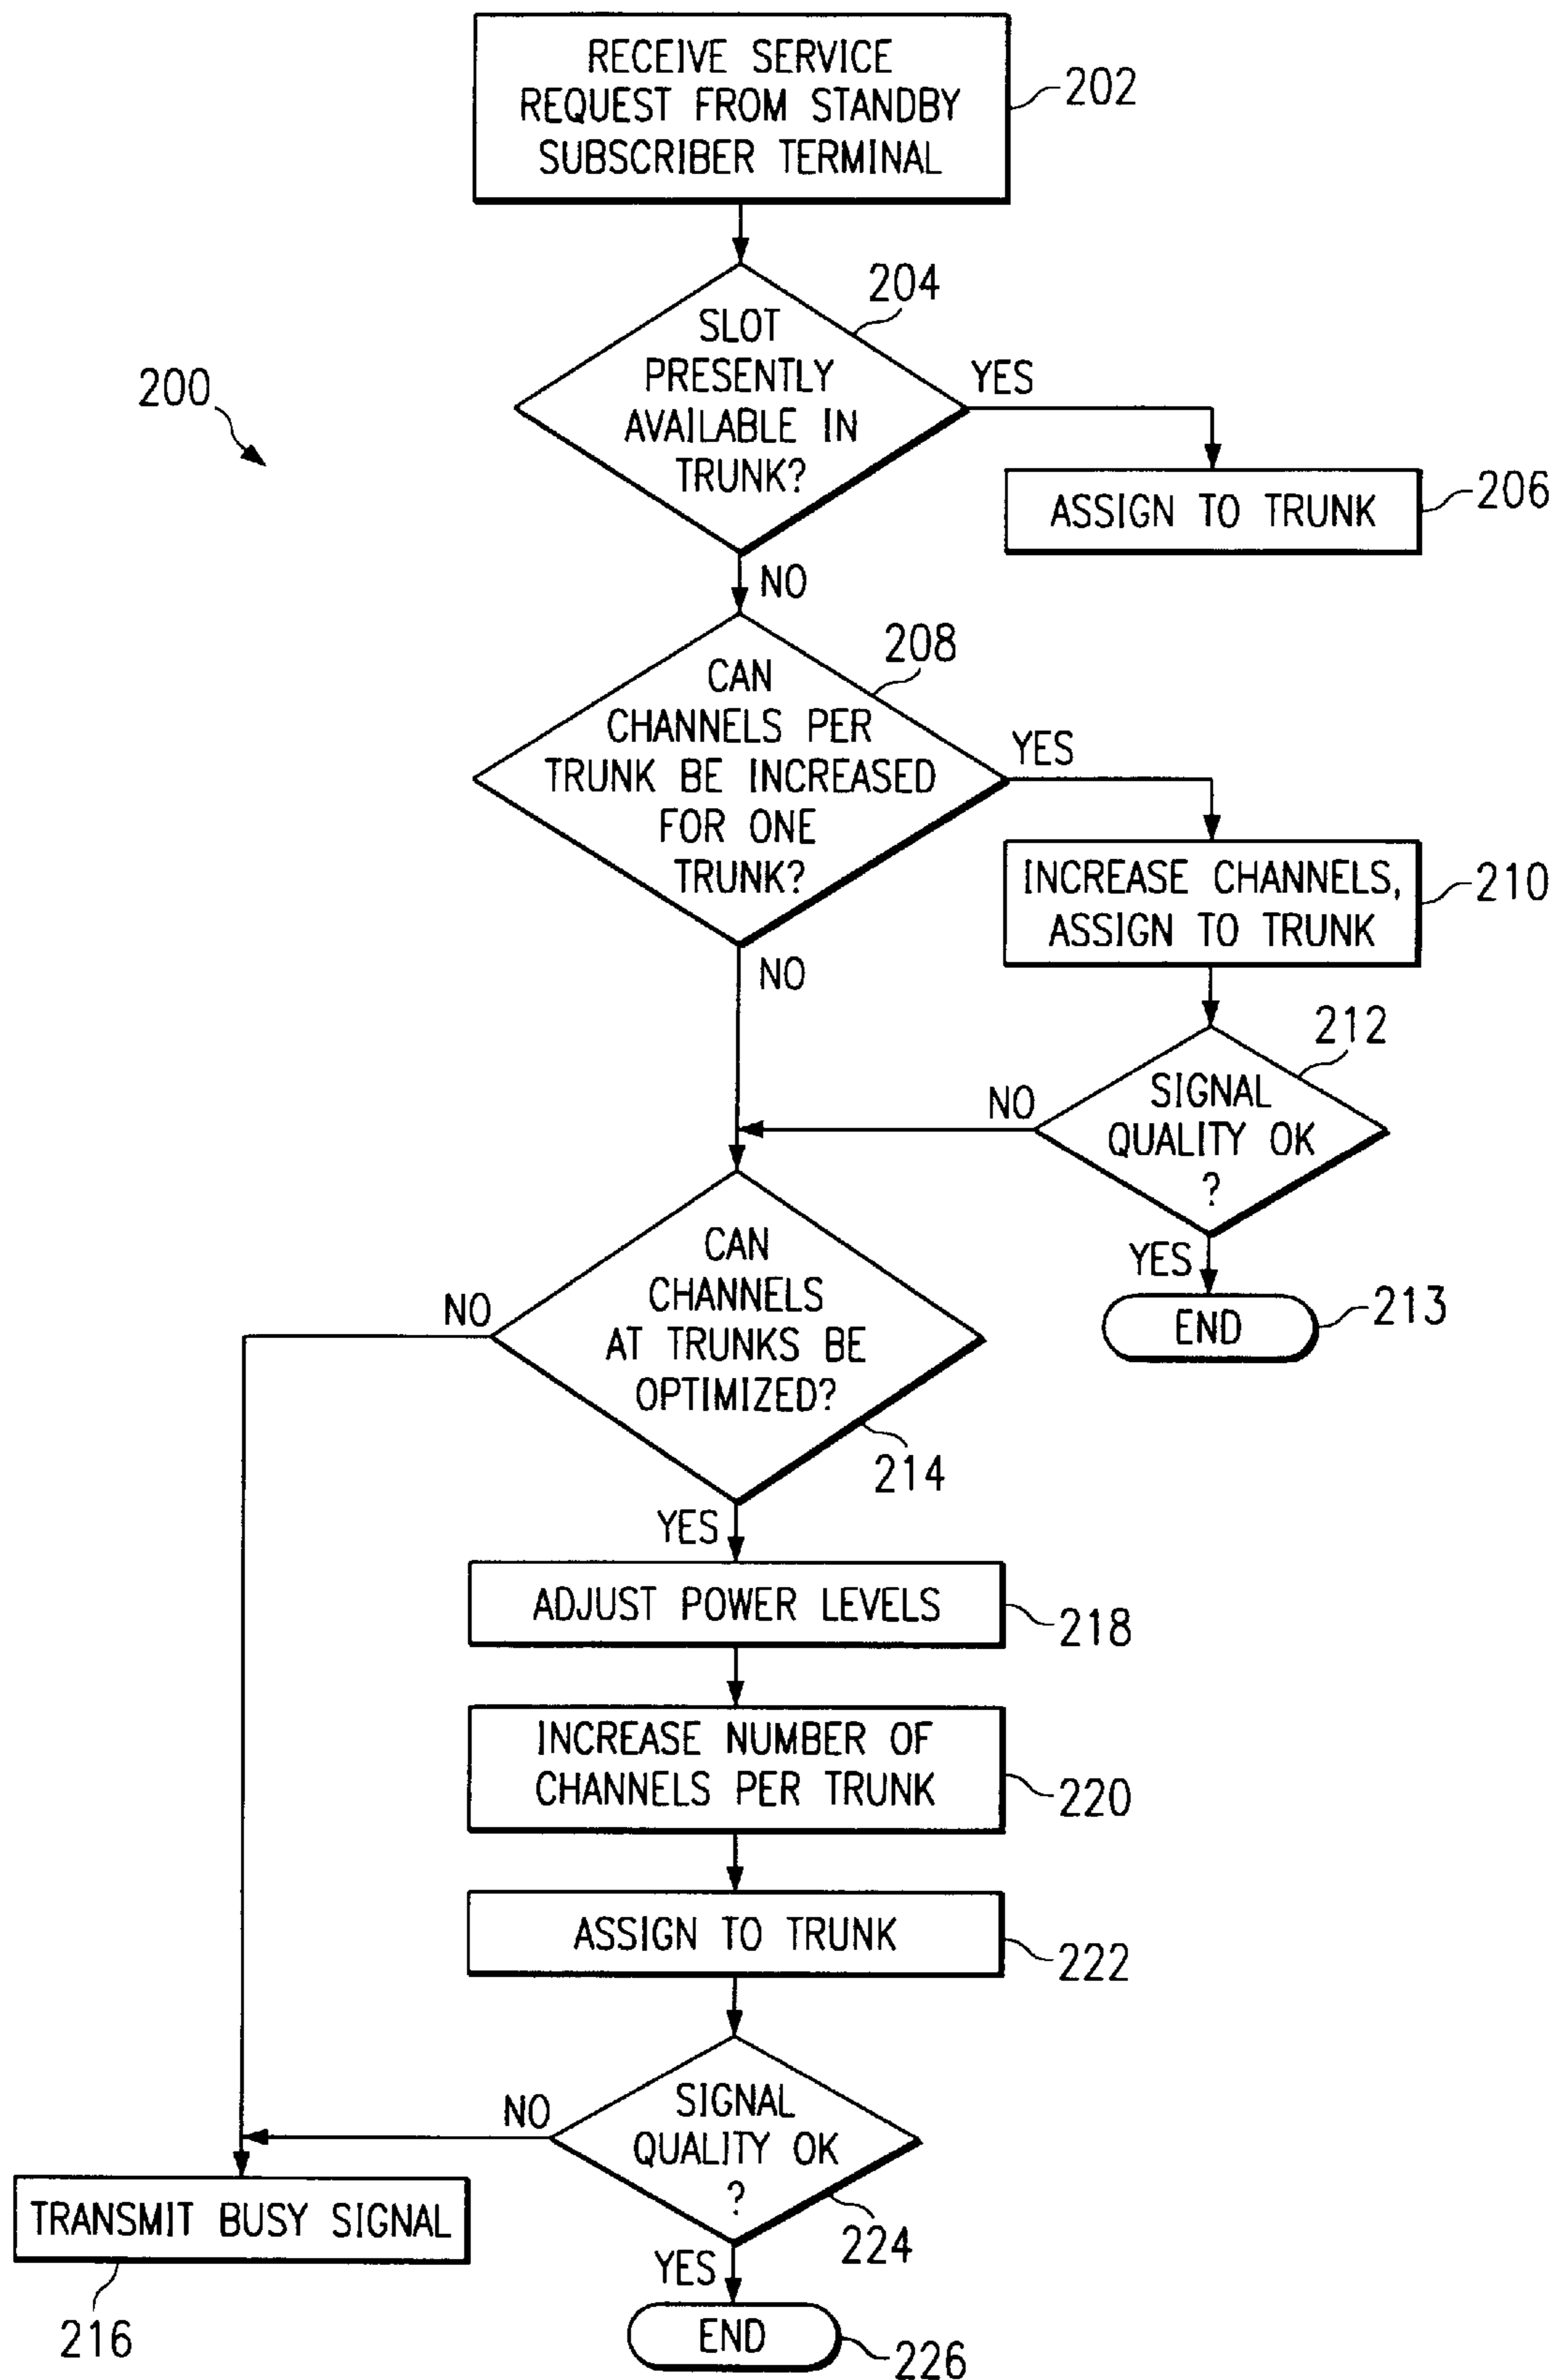 RECEIVE SERVICE
REQUEST FROM STANDBY
SUBSCRIBER TERMINAL
202
204
SLOT
PRESENTLY
AVAILABLE IN
TRUNK?
YES
200
ASSIGN TO TRUNK
206
NO
208
CAN
CHANNELS PER
TRUNK BE INCREASED
FOR ONE
TRUNK?
YES
INCREASE CHANNELS,
ASSIGN TO TRUNK
210
NO
212
SIGNAL
QUALITY OK
?
NO
YES
END
213
CAN
CHANNELS
AT TRUNKS BE
OPTIMIZED?
NO
214
YES
ADJUST POWER LEVELS
218
INCREASE NUMBER OF
CHANNELS PER TRUNK
220
ASSIGN TO TRUNK
222
SIGNAL
QUALITY OK
?
NO
224
TRANSMIT BUSY SIGNAL
216
YES
END
226